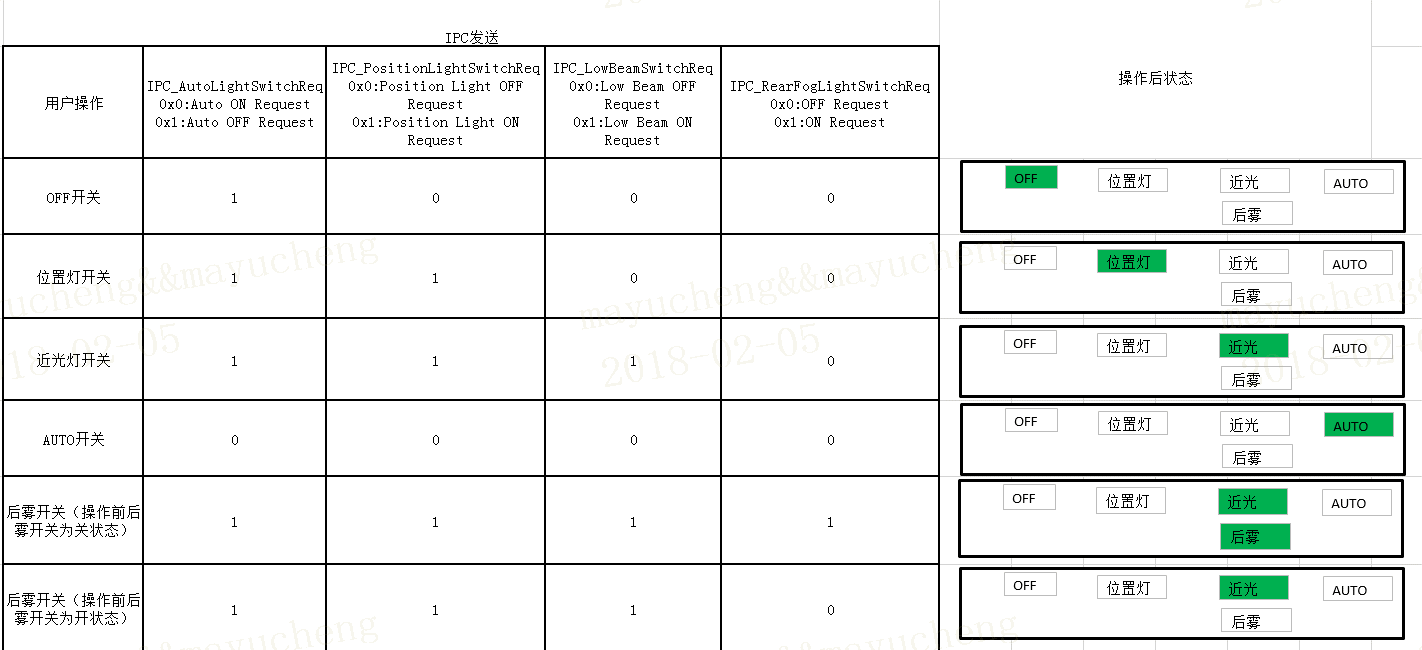 IPC发送
用户操作
IPC_AutoLightSwitchReq
0x0:Auto ON Request
0x1:Auto OFF Request
IPC_PositionLightSwitchReq
0x0:Position Light OFF
Request
0x1:Position Light ON
Request
IPC_LowBeamSwitchReq
0x0:Low Beam OFF
Request
0x1:Low Beam ON
Request
IPC_RearFogLightSwitchReq
0x0:OFF Request
0x1:ON Request
操作后状态
OFF开关
1
0
0
0
OFF
位置灯
近光
AUTO
后雾
位置灯开关
1
1
0
0
OFF
位置灯
近光
AUTO
后雾
近光灯开关
1
1
1
0
OFF
位置灯
近光
AUTO
后雾
AUTO开关
0
0
0
0
OFF
位置灯
近光
AUTO
后雾
后雾开关（操作前后
雾开关为关状态）
1
1
1
1
OFF
位置灯
近光
AUTO
后雾
后雾开关（操作前后
雾开关为开状态）
1
1
1
0
OFF
位置灯
近光
AUTO
后雾
mayucheng&&mayucheng
2018-02-05